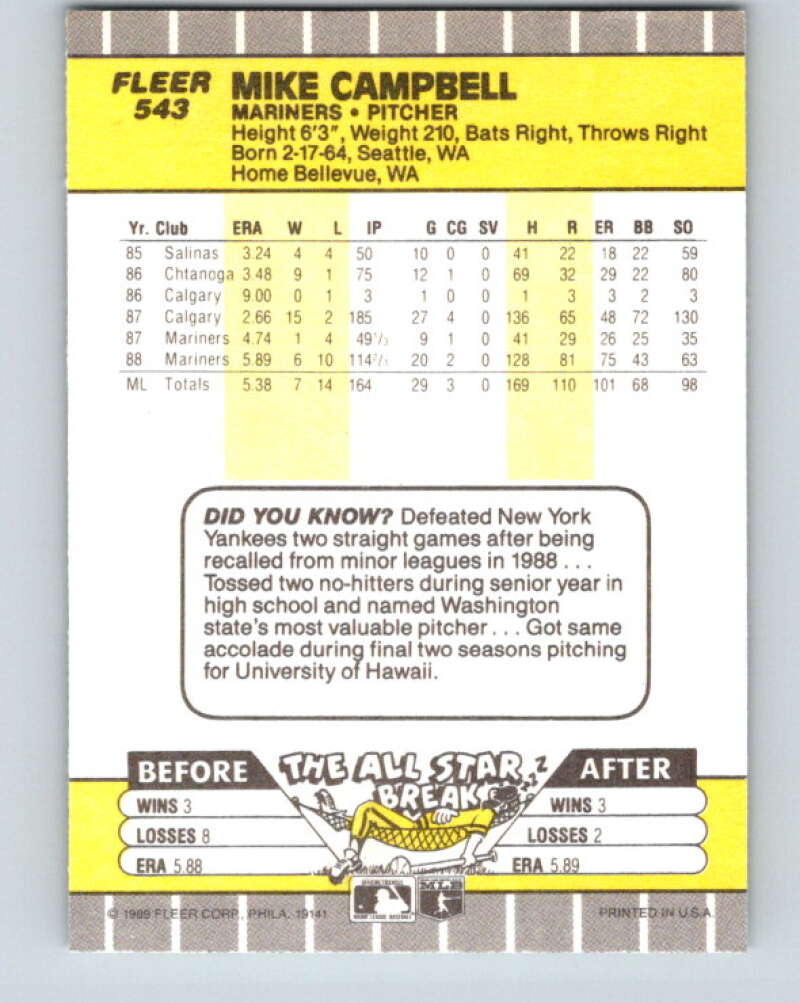 FLEER
543
MIKE CAMPBELL
MARINERS • PITCHER
Height 6'3", Weight 210, Bats Right, Throws Right
Born 2-17-64, Seattle, WA
Home Bellevue, WA
Yr. Club ERA W L IP G CG SV H R ER BB SO
85 Salinas 3.24 4 4 50 10 0 0 41 22 18 22 59
86 Chtanoga 3.48 9 1 75 12 1 0 69 32 29 22 80
86 Calgary 9.00 0 1 3 1 0 0 1 3 3 2 3
87 Calgary 2.66 15 2 185 27 4 0 136 65 48 72 130
87 Mariners 4.74 1 4 49 1/3 9 1 0 41 29 26 25 35
88 Mariners 5.89 6 10 114 2/3 20 2 0 128 81 75 43 63
ML Totals 5.38 7 14 164 29 3 0 169 110 101 68 98
DID YOU KNOW? Defeated New York
Yankees two straight games after being
recalled from minor leagues in 1988 . . .
Tossed two no-hitters during senior year in
high school and named Washington
state's most valuable pitcher . . . Got same
accolade during final two seasons pitching
for University of Hawaii.
THE ALL STAR
BREAK
ZZZ
BEFORE
WINS 3
LOSSES 8
ERA 5.88
AFTER
WINS 3
LOSSES 2
ERA 5.89
© 1989 FLEER CORP., PHILA. 19141
MAJOR LEAGUE BASEBALL
MLB
PRINTED IN U.S.A.